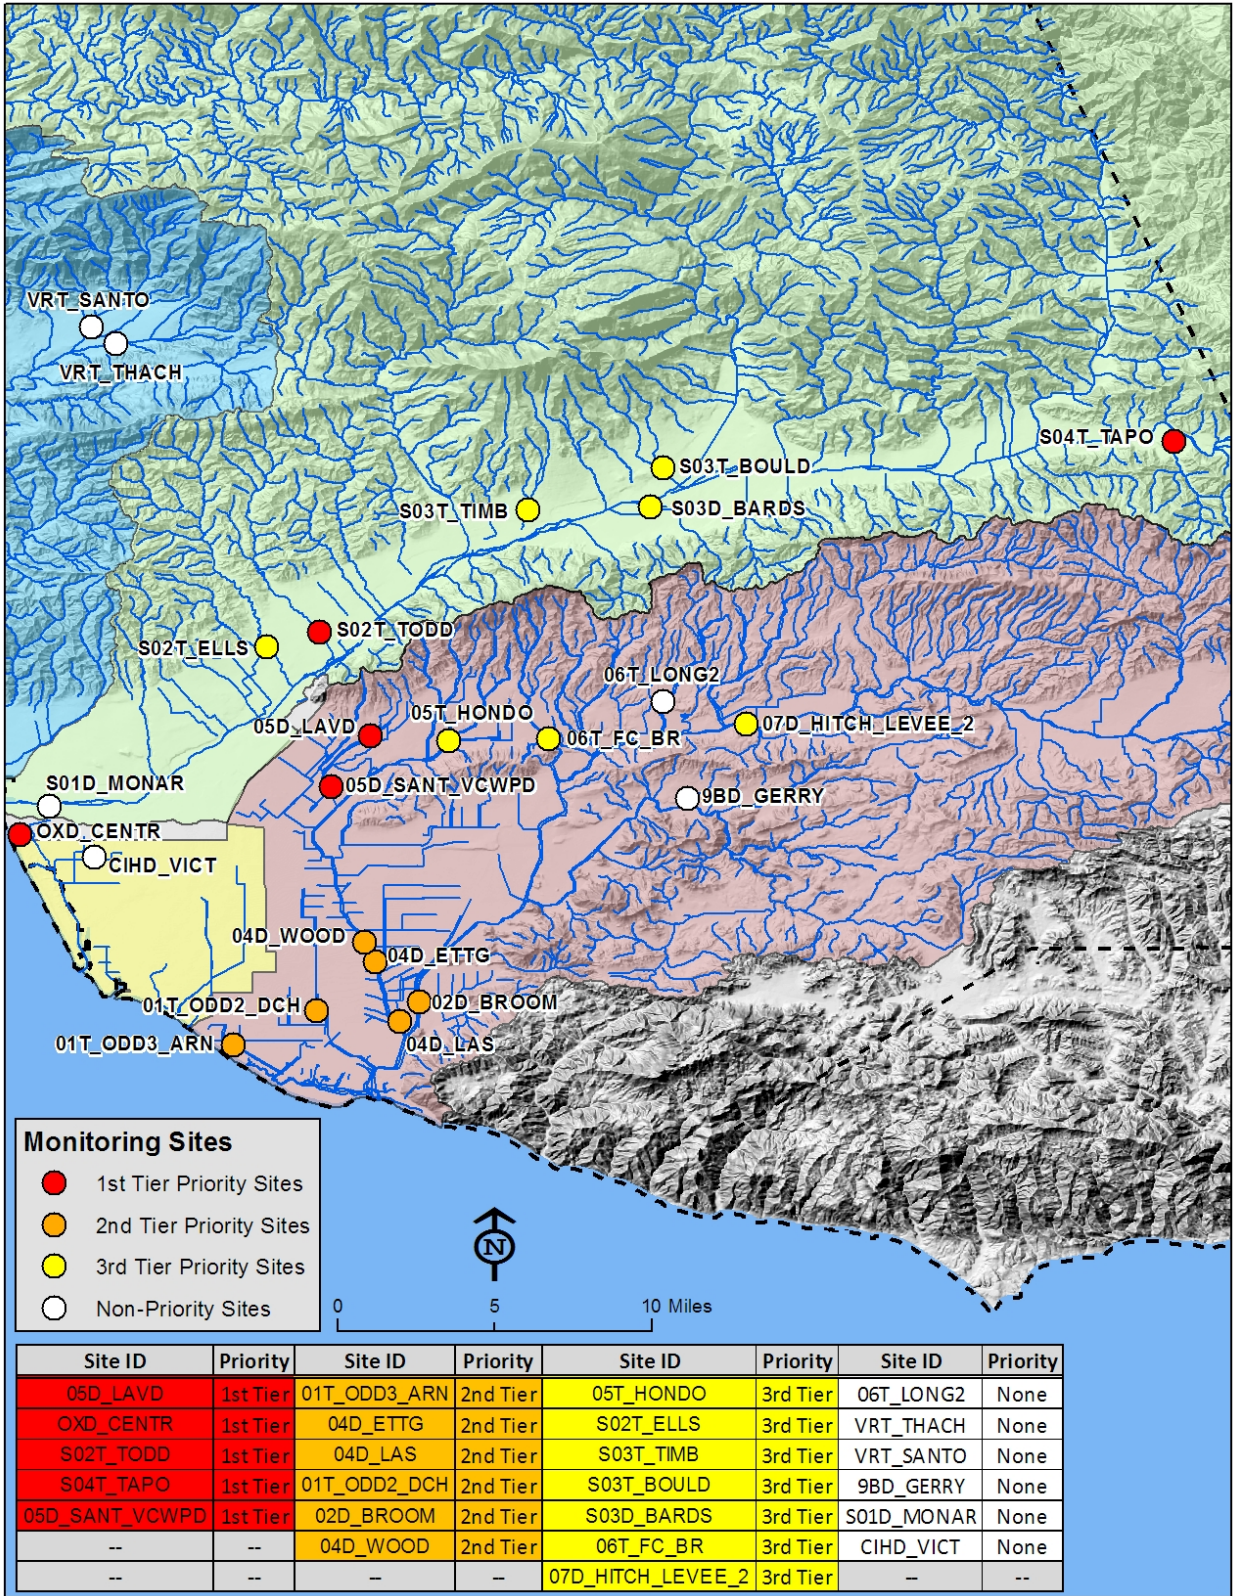 VRT_SANTO
VRT_THACH
S04T_TAPO
S03T_BOULD
S03T_TIMB
S03D_BARDS
S02T_TODD
S02T_ELLS
06T_LONG2
05T_HONDO
05D_LAVD
06T_FC_BR
07D_HITCH_LEVEE_2
S01D_MONAR
05D_SANT_VCWPD
9BD_GERRY
OXD_CENTR
CIHD_VICT
04D_WOOD
04D_ETTG
01T_ODD2_DCH
02D_BROOM
01T_ODD3_ARN
04D_LAS
Monitoring Sites
1st Tier Priority Sites
2nd Tier Priority Sites
3rd Tier Priority Sites
Non-Priority Sites
N
0 5 10 Miles
Site ID Priority Site ID Priority Site ID Priority Site ID Priority
05D_LAVD 1st Tier 01T_ODD3_ARN 2nd Tier 05T_HONDO 3rd Tier 06T_LONG2 None
OXD_CENTR 1st Tier 04D_ETTG 2nd Tier S02T_ELLS 3rd Tier VRT_THACH None
S02T_TODD 1st Tier 04D_LAS 2nd Tier S03T_TIMB 3rd Tier VRT_SANTO None
S04T_TAPO 1st Tier 01T_ODD2_DCH 2nd Tier S03T_BOULD 3rd Tier 9BD_GERRY None
05D_SANT_VCWPD 1st Tier 02D_BROOM 2nd Tier S03D_BARDS 3rd Tier S01D_MONAR None
-- -- 04D_WOOD 2nd Tier 06T_FC_BR 3rd Tier CIHD_VICT None
-- -- -- -- 07D_HITCH_LEVEE_2 3rd Tier -- --